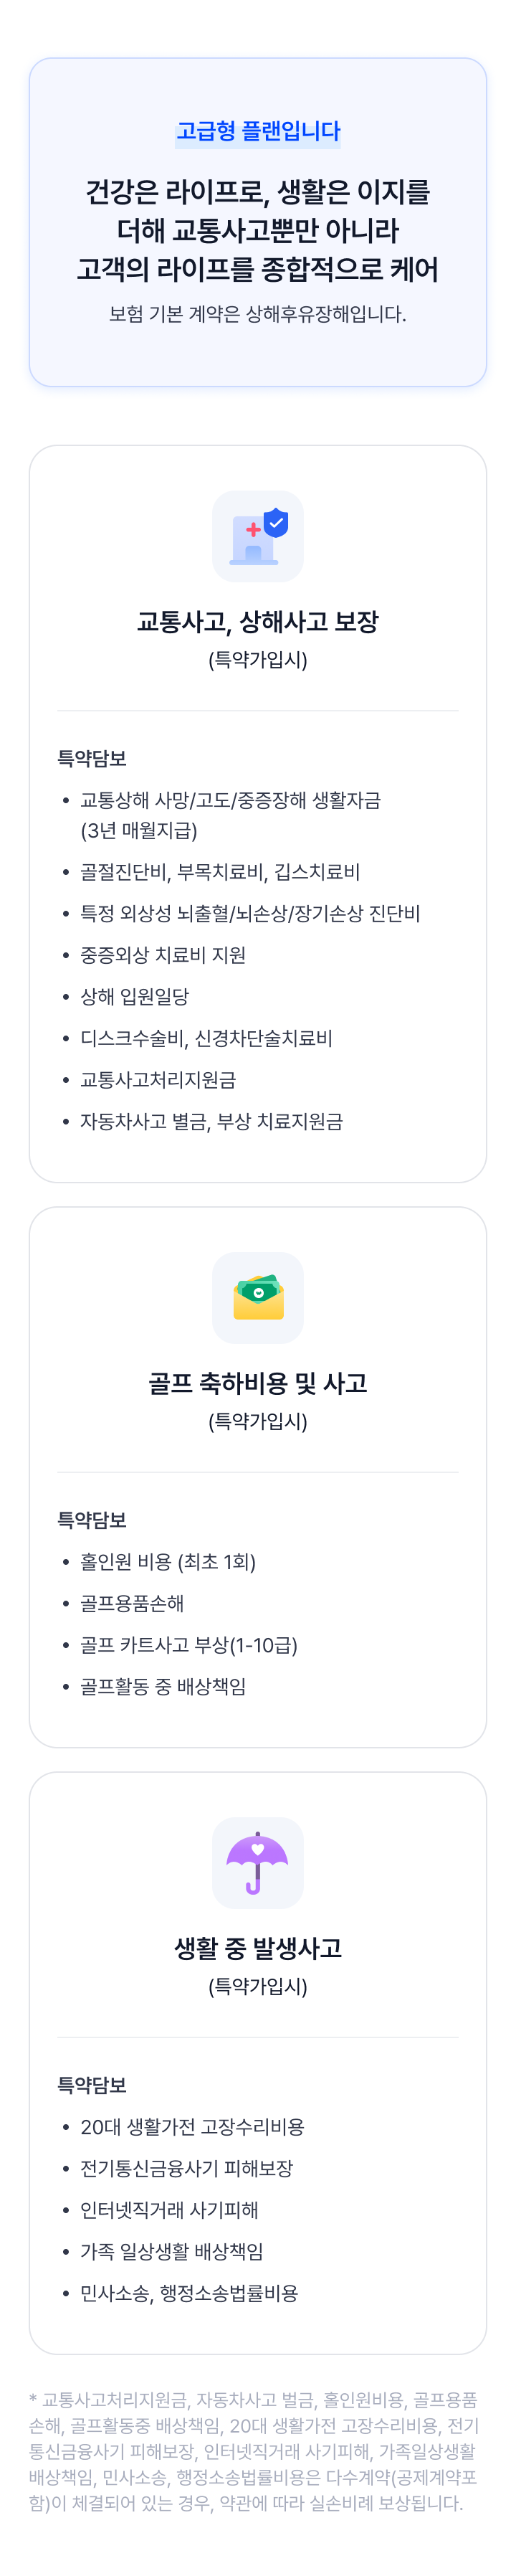 고급형 플랜입니다
건강은 라이프로, 생활은 이지를
더해 교통사고뿐만 아니라
고객의 라이프를 종합적으로 케어
보험 기본 계약은 상해후유장해입니다.
교통사고, 상해사고 보장
(특약가입시)
특약담보
• 교통상해 사망/고도/중증장해 생활자금
(3년 매월지급)
• 골절진단비, 부목치료비, 깁스치료비
• 특정 외상성 뇌출혈/뇌손상/장기손상 진단비
• 중증외상 치료비 지원
• 상해 입원일당
• 디스크수술비, 신경차단술치료비
• 교통사고처리지원금
• 자동차사고 벌금, 부상 치료지원금
골프 축하비용 및 사고
(특약가입시)
특약담보
• 홀인원 비용 (최초 1회)
• 골프용품손해
• 골프 카트사고 부상(1-10급)
• 골프활동 중 배상책임
생활 중 발생사고
(특약가입시)
특약담보
• 20대 생활가전 고장수리비용
• 전기통신금융사기 피해보장
• 인터넷직거래 사기피해
• 가족 일상생활 배상책임
• 민사소송, 행정소송법률비용
* 교통사고처리지원금, 자동차사고 벌금, 홀인원비용, 골프용품
손해, 골프활동중 배상책임, 20대 생활가전 고장수리비용, 전기
통신금융사기 피해보장, 인터넷직거래 사기피해, 가족일상생활
배상책임, 민사소송, 행정소송법률비용은 다수계약(공제계약포
함)이 체결되어 있는 경우, 약관에 따라 실손비례 보상됩니다.